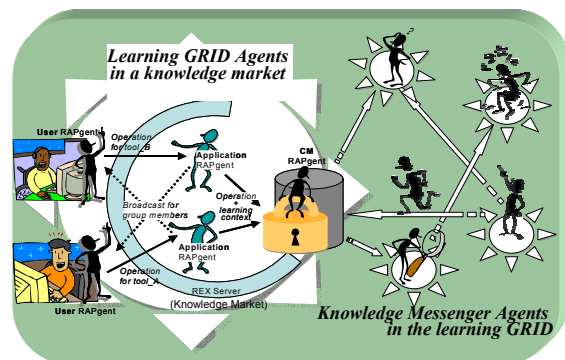 Learning GRID Agents
in a knowledge market
User RAPgent
Operation
for tool_B
Application
RAPgent
CM
RAPgent
Broadcast for
group members
Operation
+
learning
context
Application
RAPgent
Operation
for tool_A
REX Server
(Knowledge Market)
User RAPgent
Knowledge Messenger Agents
in the learning GRID
?